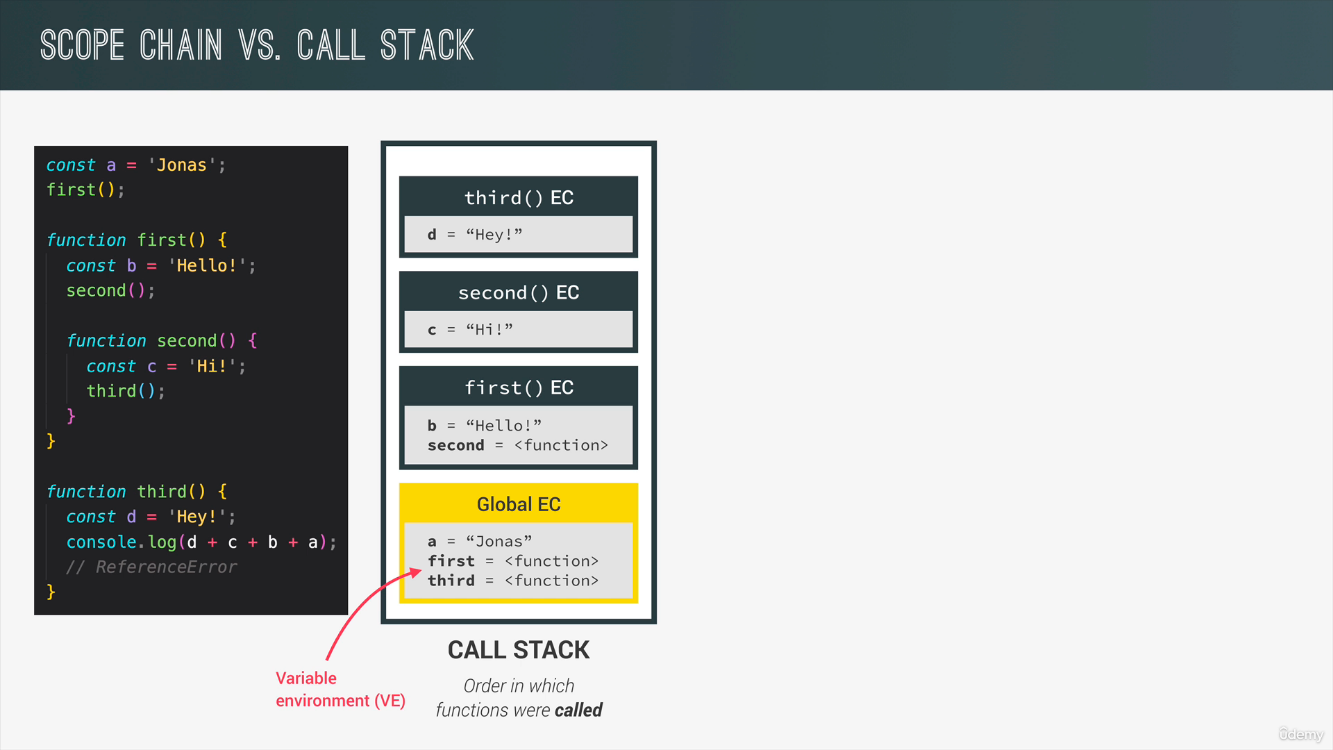 SCOPE CHAIN VS. CALL STACK
const a = 'Jonas';
first();
function first() {
const b = 'Hello!';
second();
function second() {
const c = 'Hi!';
third();
}
}
function third() {
const d = 'Hey!';
console.log(d + c + b + a);
// ReferenceError
}
third() EC
d = “Hey!”
second() EC
c = “Hi!”
first() EC
b = “Hello!”
second = <function>
Global EC
a = “Jonas”
first = <function>
third = <function>
Variable
environment (VE)
CALL STACK
Order in which
functions were called
ûdemy